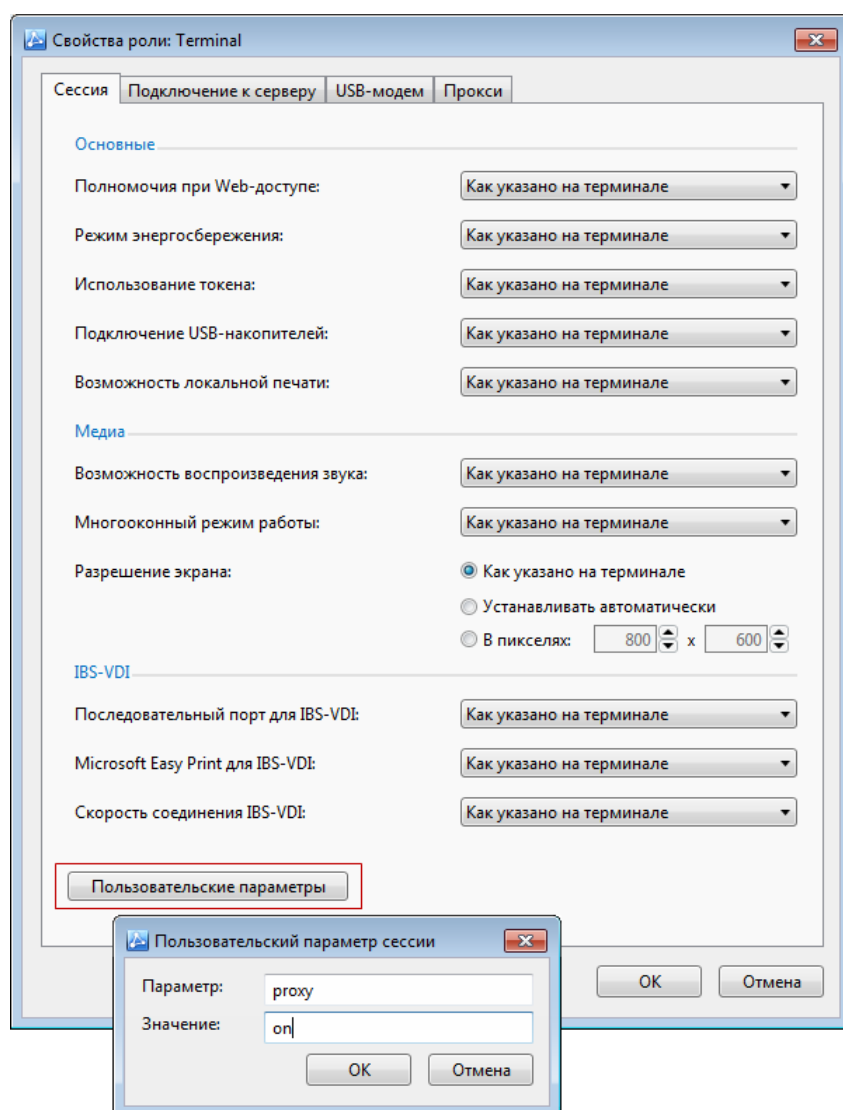 Свойства роли: Terminal
Сессия Подключение к серверу USB-модем Прокси
Основные
Полномочия при Web-доступе: Как указано на терминале
Режим энергосбережения: Как указано на терминале
Использование токена: Как указано на терминале
Подключение USB-накопителей: Как указано на терминале
Возможность локальной печати: Как указано на терминале
Медиа
Возможность воспроизведения звука: Как указано на терминале
Многооконный режим работы: Как указано на терминале
Разрешение экрана: Как указано на терминале
Устанавливать автоматически
В пикселях: 800 x 600
IBS-VDI
Последовательный порт для IBS-VDI: Как указано на терминале
Microsoft Easy Print для IBS-VDI: Как указано на терминале
Скорость соединения IBS-VDI: Как указано на терминале
Пользовательские параметры
Пользовательский параметр сессии
OK Отмена
Параметр: proxy
Значение: on
OK Отмена